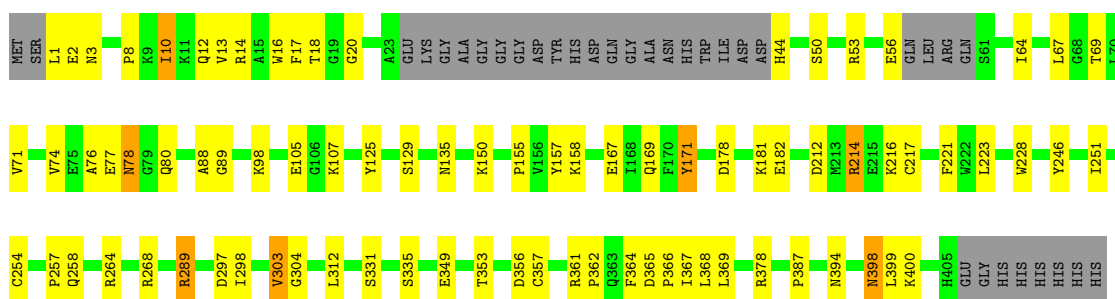 MET SER L1 E2 N3 P8 K9 I10 K11 Q12 V13 R14 A15 W16 F17 T18 G19 G20 A23 GLU LYS GLY ALA GLY GLY GLY ASP TYR HIS ASP GLN GLY ALA ASN HIS TRP ILE ASP ASP H44 S50 R53 E56 GLN LEU ARG GLN S61 I64 L67 G68 T69 L70
V71 V74 E75 A76 E77 N78 G79 Q80 A88 G89 K98 E105 G106 K107 Y125 S129 N135 K150 P155 V156 Y157 K158 E167 I168 Q169 F170 Y171 D178 K181 E182 D212 M213 R214 E215 K216 C217 F221 W222 L223 W228 Y246 I251
C254 P257 Q258 R264 R268 R289 D297 I298 V303 G304 L312 S331 S335 E349 T353 D356 C357 R361 P362 Q363 F364 D365 P366 I367 L368 L369 R378 P387 N394 N398 L399 K400 H405 GLU GLY HIS HIS HIS HIS HIS HIS